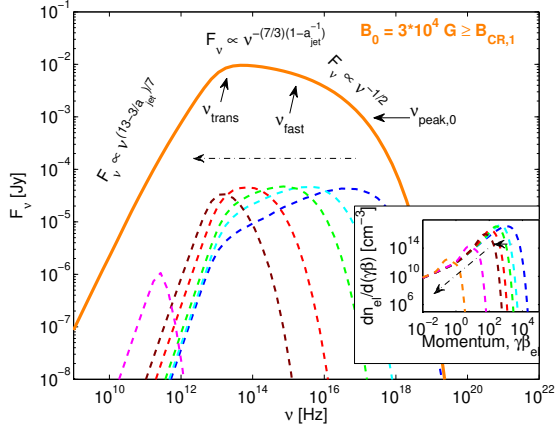 B₀ = 3*10⁴ G ≥ B_CR,1
F_ν ∝ ν^-(7/3)(1-a_jet^-1)
F_ν ∝ ν^(13-3/a_jet)/7
F_ν ∝ ν^-1/2
ν_trans
ν_fast
ν_peak,0
F_ν [Jy]
10⁻¹
10⁻²
10⁻³
10⁻⁴
10⁻⁵
10⁻⁶
10⁻⁷
10⁻⁸
10¹⁰ 10¹² 10¹⁴ 10¹⁶ 10¹⁸ 10²⁰ 10²²
ν [Hz]
dn_el/d(γβ) [cm⁻³]
10¹⁴
10¹⁰
10⁶
10⁻² 10⁰ 10² 10⁴
Momentum, γβ_el